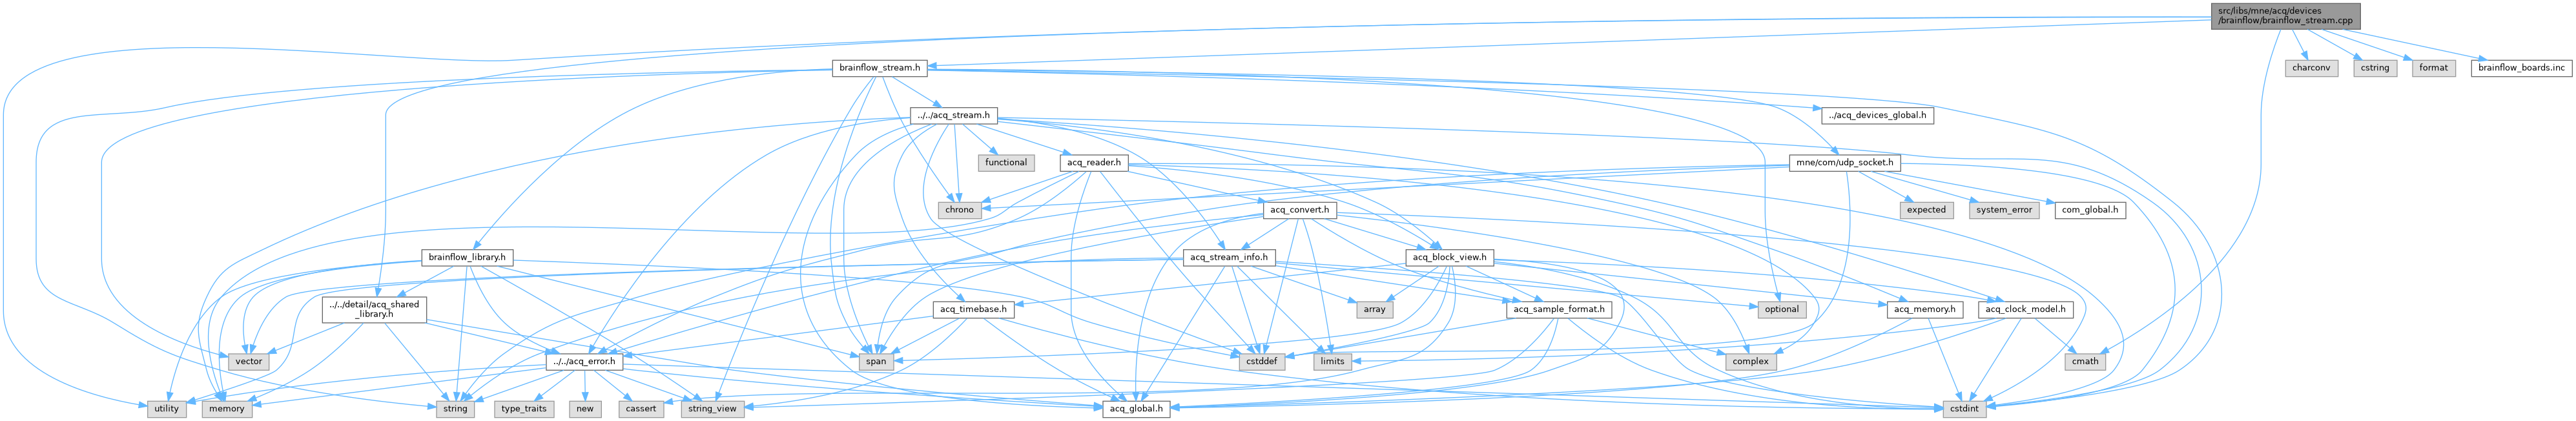 src/libs/mne/acq/devices
/brainflow/brainflow_stream.cpp
brainflow_stream.h
charconv
cstring
format
brainflow_boards.inc
../../acq_stream.h
../acq_devices_global.h
functional
acq_reader.h
mne/com/udp_socket.h
chrono
acq_convert.h
expected
system_error
com_global.h
brainflow_library.h
acq_stream_info.h
acq_block_view.h
../../detail/acq_shared
_library.h
acq_timebase.h
array
acq_sample_format.h
optional
acq_memory.h
acq_clock_model.h
vector
../../acq_error.h
span
cstddef
limits
complex
cmath
utility
memory
string
type_traits
new
cassert
string_view
acq_global.h
cstdint